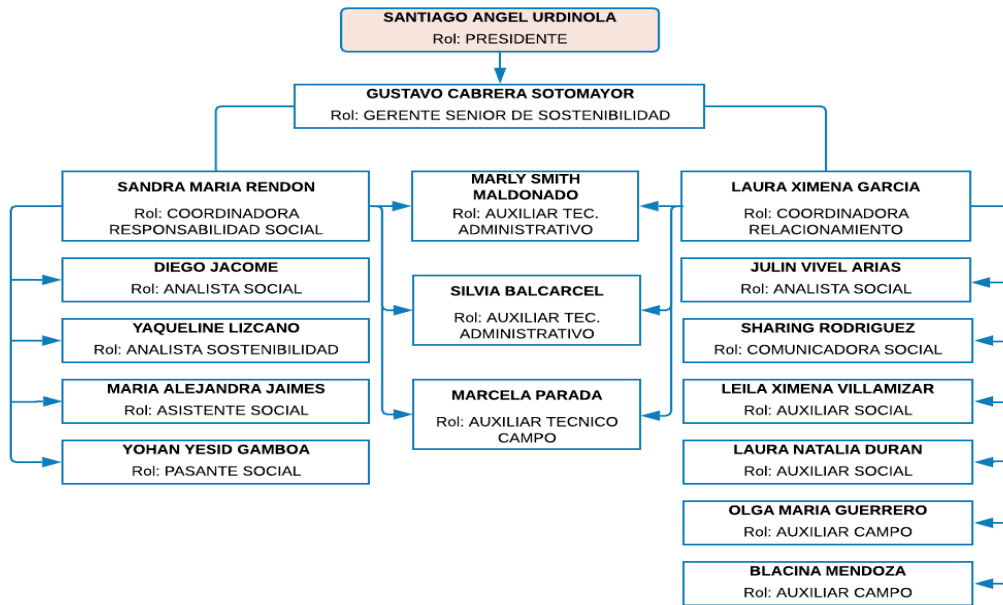 SANTIAGO ANGEL URDINOLA
Rol: PRESIDENTE
GUSTAVO CABRERA SOTOMAYOR
Rol: GERENTE SENIOR DE SOSTENIBILIDAD
SANDRA MARIA RENDON
Rol: COORDINADORA
RESPONSABILIDAD SOCIAL
DIEGO JACOME
Rol: ANALISTA SOCIAL
YAQUELINE LIZCANO
Rol: ANALISTA SOSTENIBILIDAD
MARIA ALEJANDRA JAIMES
Rol: ASISTENTE SOCIAL
YOHAN YESID GAMBOA
Rol: PASANTE SOCIAL
MARLY SMITH
MALDONADO
Rol: AUXILIAR TEC.
ADMINISTRATIVO
SILVIA BALCARCEL
Rol: AUXILIAR TEC.
ADMINISTRATIVO
MARCELA PARADA
Rol: AUXILIAR TECNICO
CAMPO
LAURA XIMENA GARCIA
Rol: COORDINADORA
RELACIONAMIENTO
JULIN VIVEL ARIAS
Rol: ANALISTA SOCIAL
SHARING RODRIGUEZ
Rol: COMUNICADORA SOCIAL
LEILA XIMENA VILLAMIZAR
Rol: AUXILIAR SOCIAL
LAURA NATALIA DURAN
Rol: AUXILIAR SOCIAL
OLGA MARIA GUERRERO
Rol: AUXILIAR CAMPO
BLACINA MENDOZA
Rol: AUXILIAR CAMPO